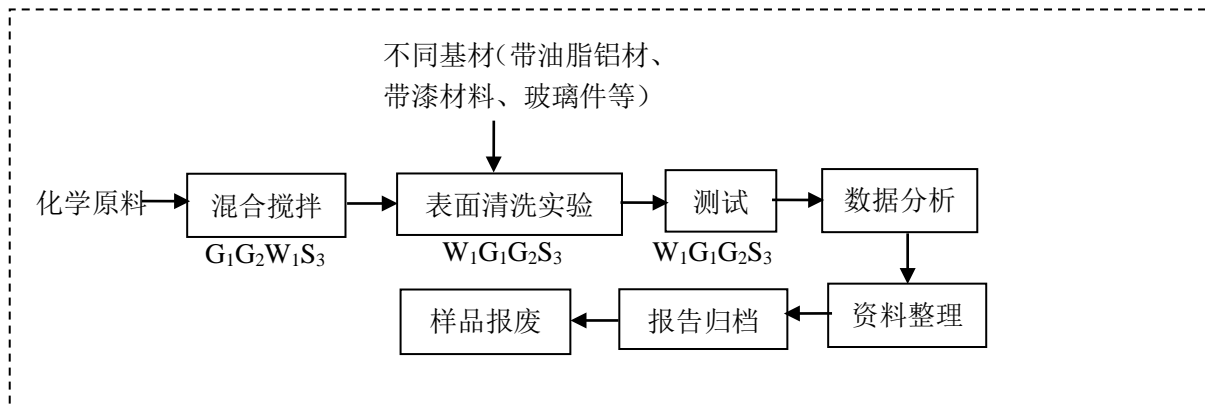 不同基材（带油脂铝材、
带漆材料、玻璃件等）
化学原料
混合搅拌
表面清洗实验
测试
数据分析
G₁G₂W₁S₃
W₁G₁G₂S₃
W₁G₁G₂S₃
样品报废
报告归档
资料整理